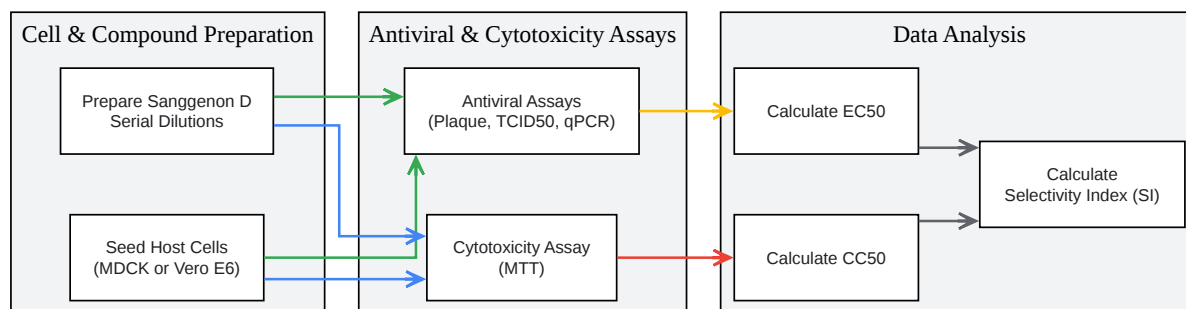 Cell & Compound Preparation
Prepare Sanggenon D
Serial Dilutions
Seed Host Cells
(MDCK or Vero E6)
Antiviral & Cytotoxicity Assays
Antiviral Assays
(Plaque, TCID50, qPCR)
Cytotoxicity Assay
(MTT)
Data Analysis
Calculate EC50
Calculate CC50
Calculate
Selectivity Index (SI)